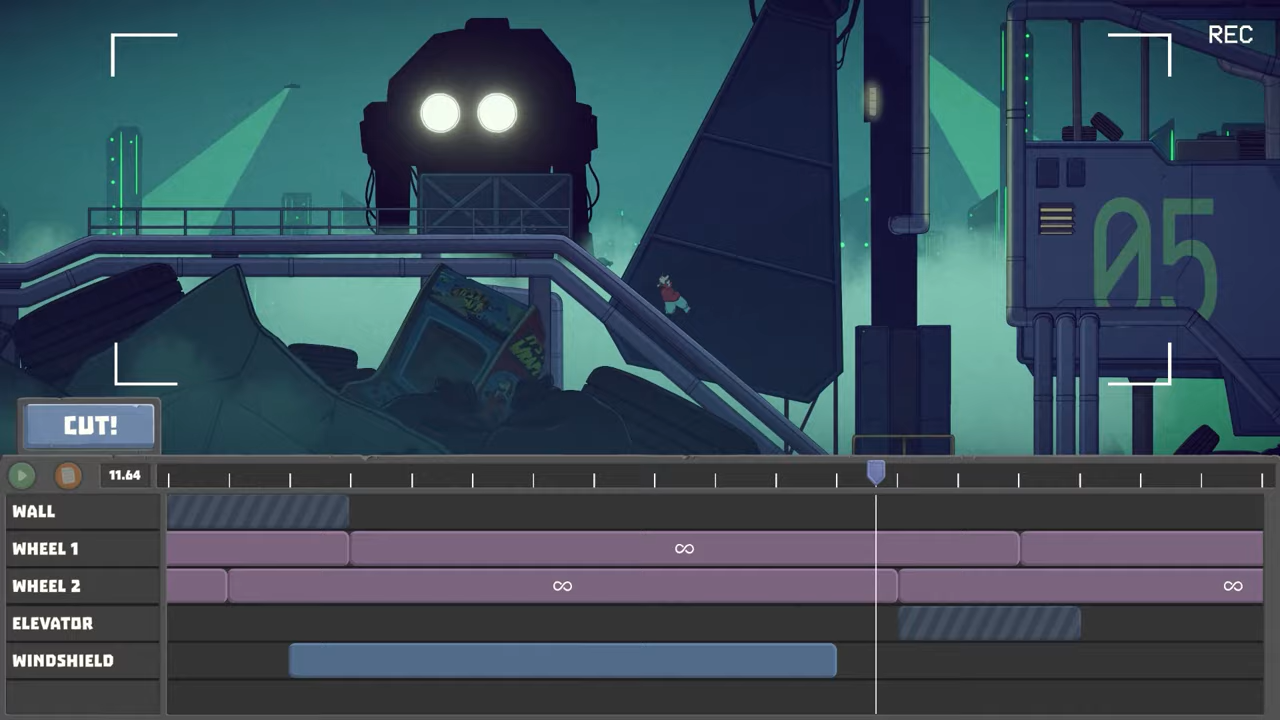 REC
05
CUT!
11.64
WALL
WHEEL 1
∞
WHEEL 2
∞ ∞
ELEVATOR
WINDSHIELD